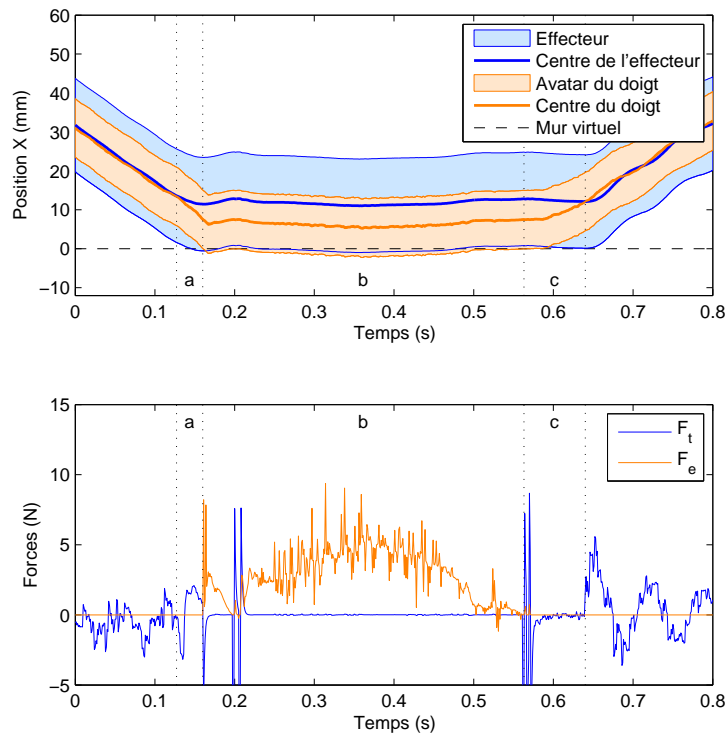 60
50
40
30
20
10
0
−10
Position X (mm)
Effecteur
Centre de l'effecteur
Avatar du doigt
Centre du doigt
Mur virtuel
a
b
c
0
0.1
0.2
0.3
0.4
0.5
0.6
0.7
0.8
Temps (s)
15
10
5
0
−5
Forces (N)
a
b
c
F_t
F_e
0
0.1
0.2
0.3
0.4
0.5
0.6
0.7
0.8
Temps (s)